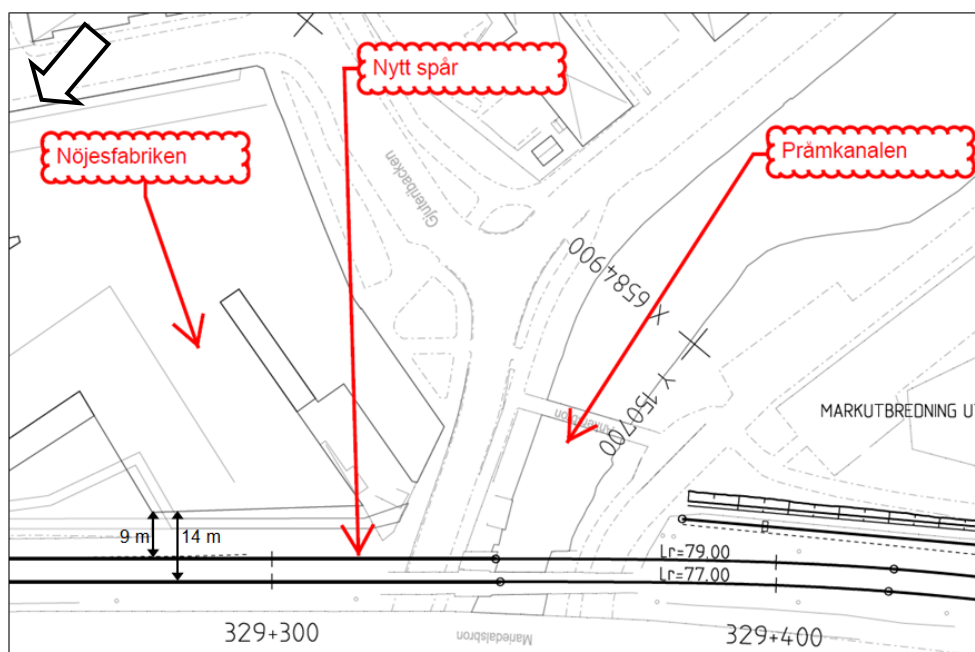 Nytt spår
Nöjesfabriken
Pråmkanalen
Gjutenbacken
X 6584900
Y 150700
MARKUTBREDNING UT
9 m
14 m
Lr=79.00
Lr=77.00
329+300
329+400
Mariedalsbron